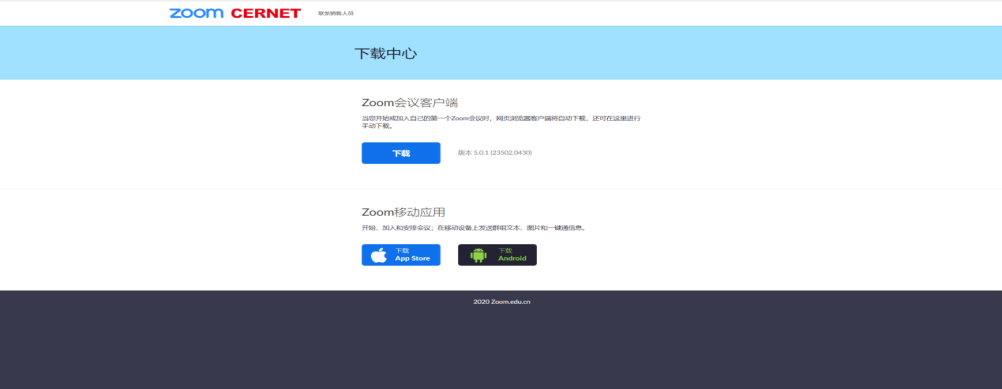 zoom CERNET 联系销售人员
下载中心
Zoom会议客户端
当您开始或加入自己的第一个Zoom会议时，网页浏览器客户端将自动下载，还可在这里进行
手动下载。
下载 版本 5.0.1 (23502.0430)
Zoom移动应用
开始、加入和安排会议；在移动设备上发送群组文本、图片和一键通信息。
下载
App Store
下载
Android
2020 Zoom.edu.cn